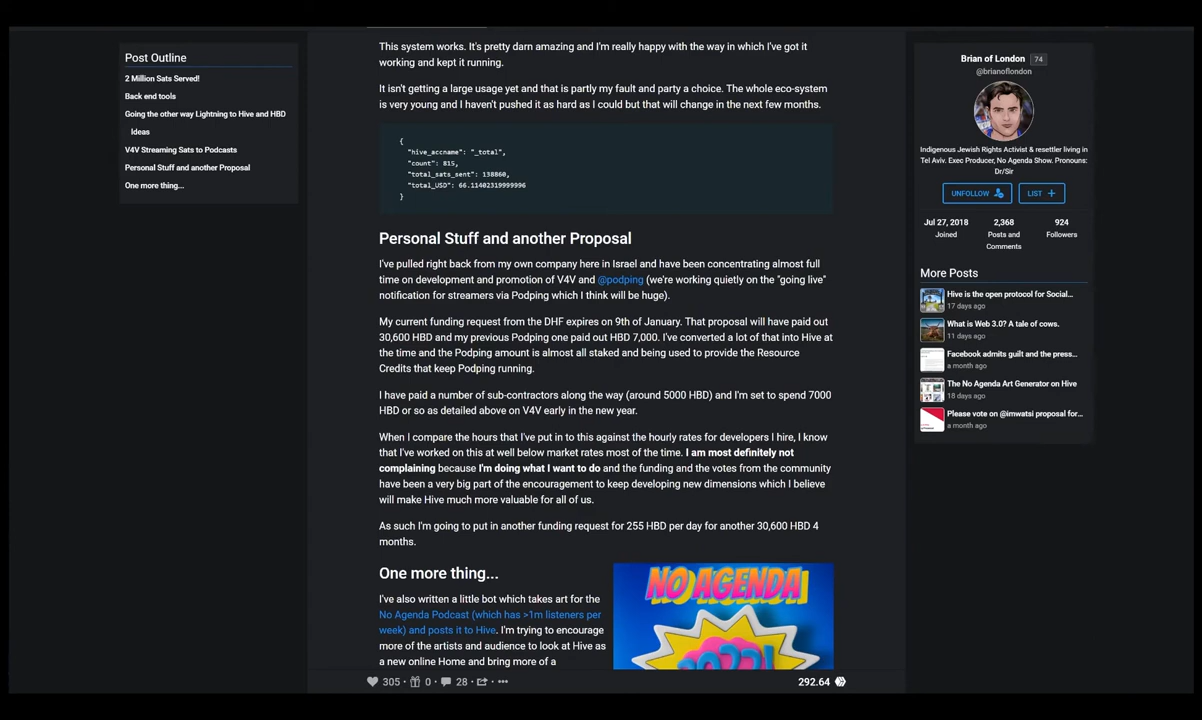 Post Outline
2 Million Sats Served!
Back end tools
Going the other way Lightning to Hive and HBD
Ideas
V4V Streaming Sats to Podcasts
Personal Stuff and another Proposal
One more thing...
This system works. It's pretty darn amazing and I'm really happy with the way in which I've got it
working and kept it running.
It isn't getting a large usage yet and that is partly my fault and party a choice. The whole eco-system
is very young and I haven't pushed it as hard as I could but that will change in the next few months.
{
"hive_accname": "_total",
"count": 815,
"total_sats_sent": 138860,
"total_USD": 66.11402319999996
}
Personal Stuff and another Proposal
I've pulled right back from my own company here in Israel and have been concentrating almost full
time on development and promotion of V4V and @podping (we're working quietly on the "going live"
notification for streamers via Podping which I think will be huge).
My current funding request from the DHF expires on 9th of January. That proposal will have paid out
30,600 HBD and my previous Podping one paid out HBD 7,000. I've converted a lot of that into Hive at
the time and the Podping amount is almost all staked and being used to provide the Resource
Credits that keep Podping running.
I have paid a number of sub-contractors along the way (around 5000 HBD) and I'm set to spend 7000
HBD or so as detailed above on V4V early in the new year.
When I compare the hours that I've put in to this against the hourly rates for developers I hire, I know
that I've worked on this at well below market rates most of the time. I am most definitely not
complaining because I'm doing what I want to do and the funding and the votes from the community
have been a very big part of the encouragement to keep developing new dimensions which I believe
will make Hive much more valuable for all of us.
As such I'm going to put in another funding request for 255 HBD per day for another 30,600 HBD 4
months.
One more thing...
I've also written a little bot which takes art for the
No Agenda Podcast (which has >1m listeners per
week) and posts it to Hive. I'm trying to encourage
more of the artists and audience to look at Hive as
a new online Home and bring more of a
NO AGENDA
2022!
305 · 0 · 28 · · •••
292.64
Brian of London 74
@brianoflondon
Indigenous Jewish Rights Activist & resettler living in
Tel Aviv. Exec Producer, No Agenda Show. Pronouns:
Dr/Sir
UNFOLLOW
LIST +
Jul 27, 2018
Joined
2,368
Posts and
Comments
924
Followers
More Posts
Hive is the open protocol for Social...
17 days ago
What is Web 3.0? A tale of cows.
11 days ago
Facebook admits guilt and the press...
a month ago
The No Agenda Art Generator on Hive
18 days ago
Please vote on @imwatsi proposal for...
a month ago